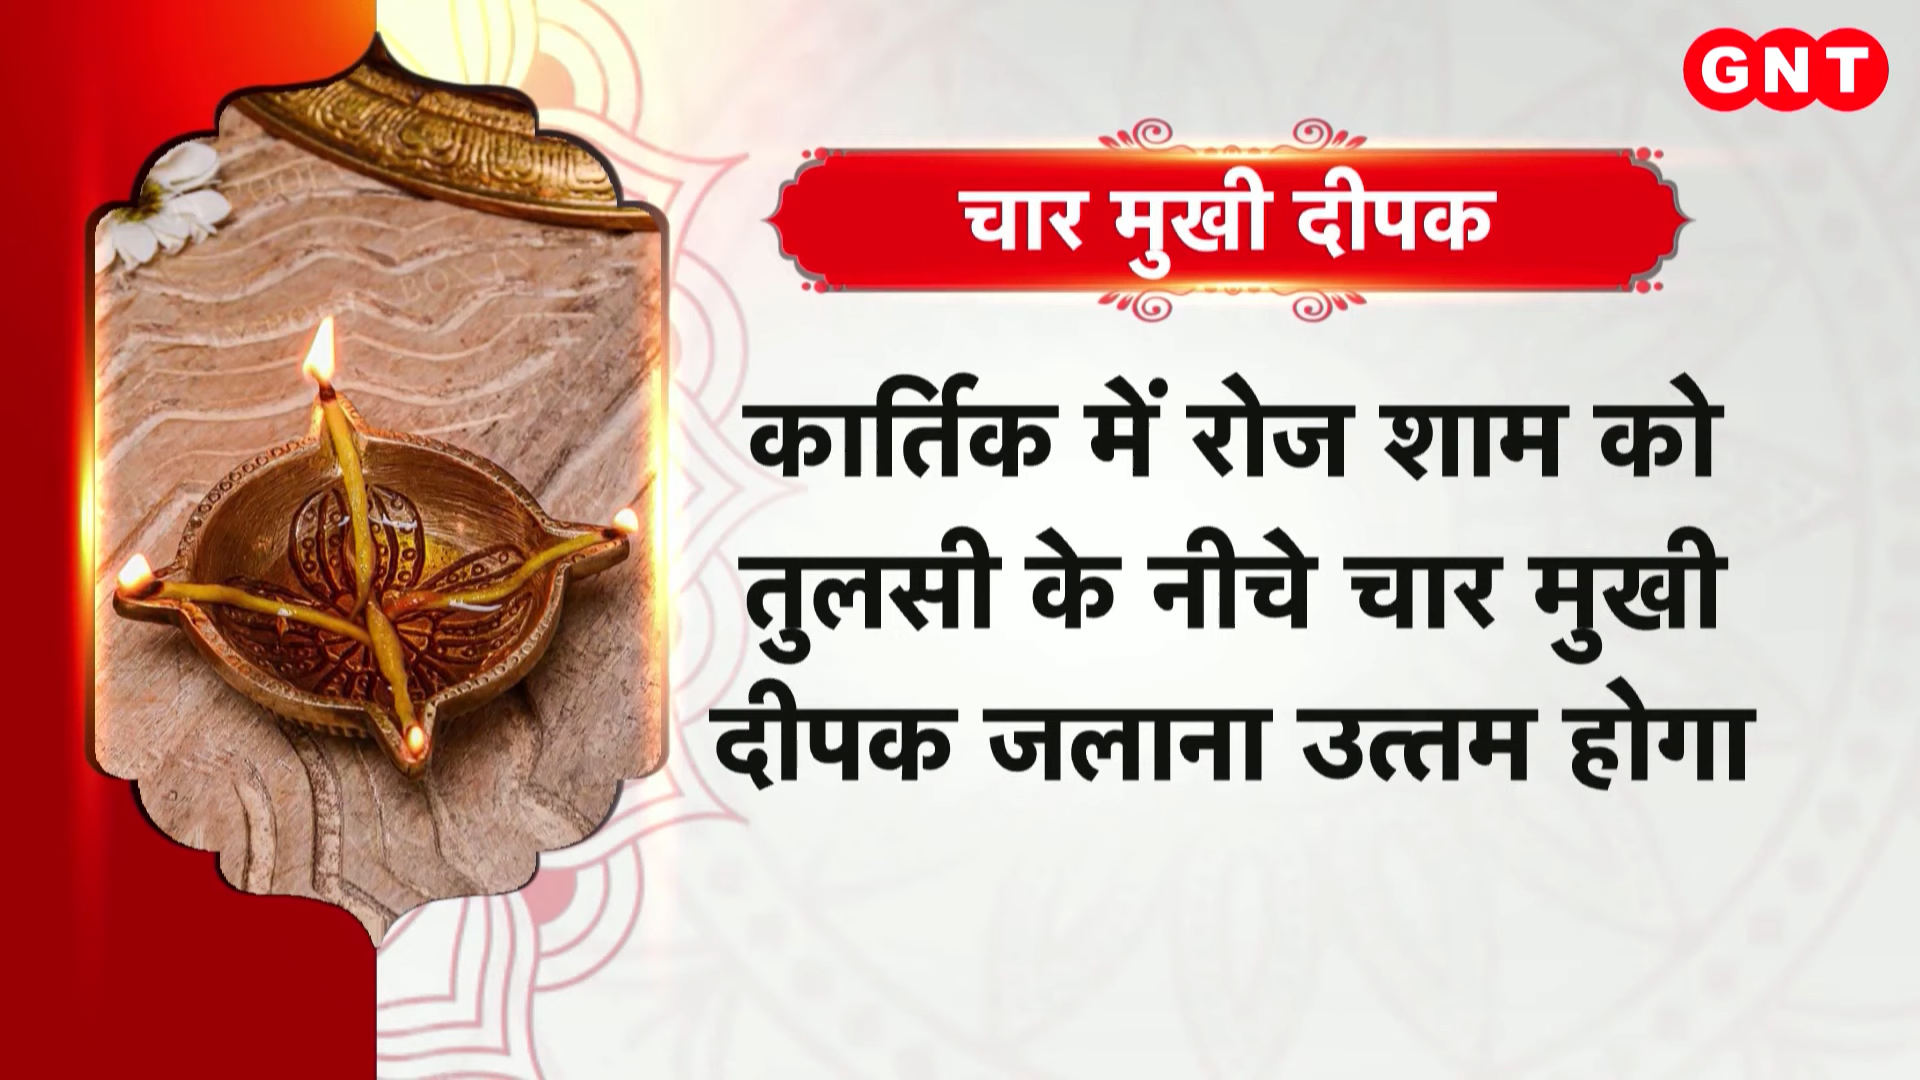 GNT
चार मुखी दीपक
कार्तिक में रोज शाम को
तुलसी के नीचे चार मुखी
दीपक जलाना उत्तम होगा